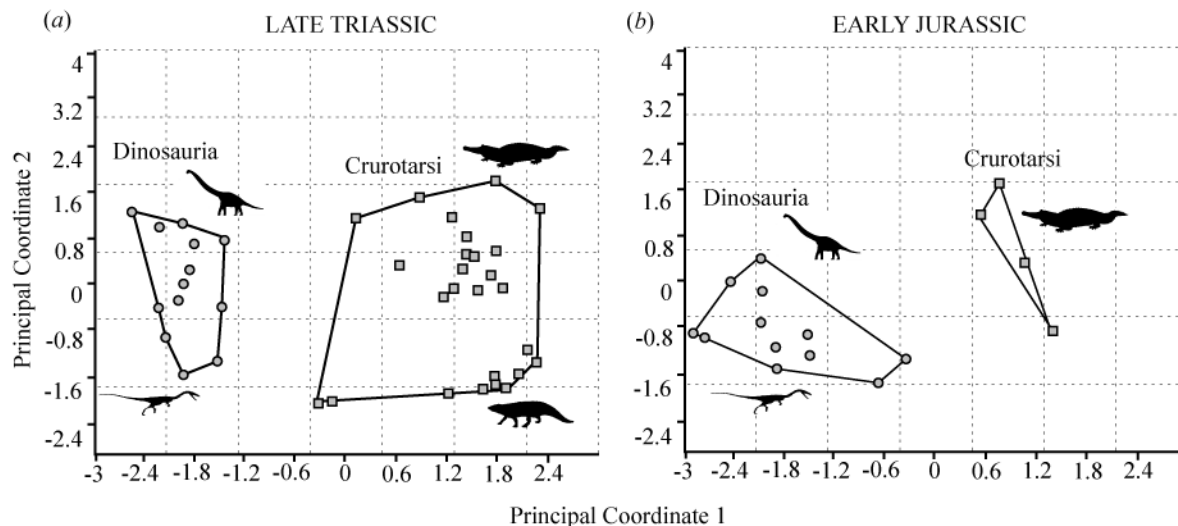 (a) LATE TRIASSIC
(b) EARLY JURASSIC
Principal Coordinate 2
4
3.2
2.4
1.6
0.8
0
-0.8
-1.6
-2.4
Dinosauria
Crurotarsi
-3 -2.4 -1.8 -1.2 -0.6 0 0.6 1.2 1.8 2.4
4
3.2
2.4
1.6
0.8
0
-0.8
-1.6
-2.4
Crurotarsi
Dinosauria
-3 -2.4 -1.8 -0.6 0 0.6 1.2 1.8 2.4
Principal Coordinate 1